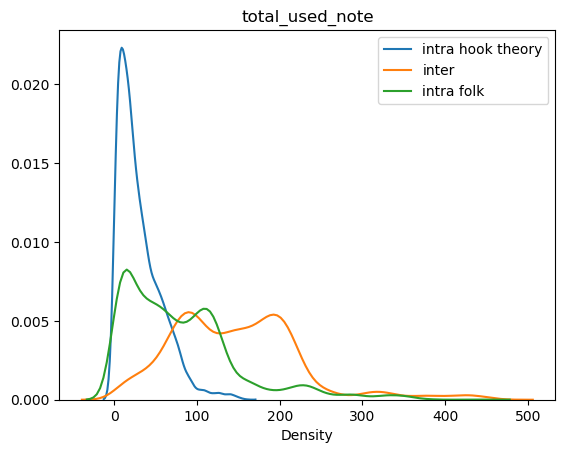 total_used_note
intra hook theory
inter
intra folk
0.020
0.015
0.010
0.005
0.000
0 100 200 300 400 500
Density